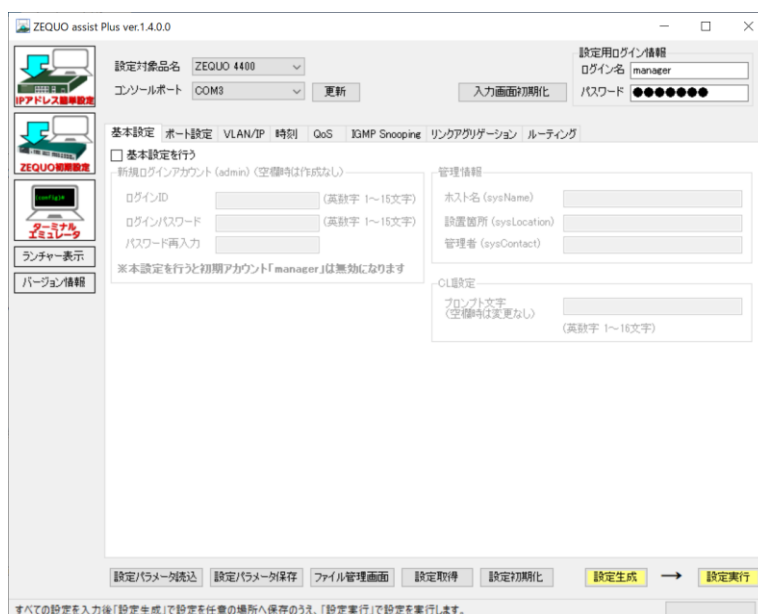 ZEQUO assist Plus ver.1.4.0.0
設定用ログイン情報
設定対象品名 ZEQUO 4400
ログイン名 manager
コンソールポート COM3 更新 入力画面初期化 パスワード ●●●●●●●
IPアドレス簡単設定
ZEQUO初期設定
config#
ターミナル
エミュレータ
ランチャー表示
バージョン情報
基本設定 ポート設定 VLAN/IP 時刻 QoS IGMP Snooping リンクアグリゲーション ルーティング
基本設定を行う
新規ログインアカウント(admin)(空欄時は作成なし)
ログインID (英数字 1～15文字)
ログインパスワード (英数字 1～15文字)
パスワード再入力
※本設定を行うと初期アカウント「manager」は無効になります
管理情報
ホスト名(sysName)
設置箇所(sysLocation)
管理者(sysContact)
CLI設定
プロンプト文字
(空欄時は変更なし)
(英数字 1～16文字)
設定パラメータ読込 設定パラメータ保存 ファイル管理画面 設定取得 設定初期化 設定生成 → 設定実行
すべての設定を入力後「設定生成」で設定を任意の場所へ保存のうえ、「設定実行」で設定を実行します。